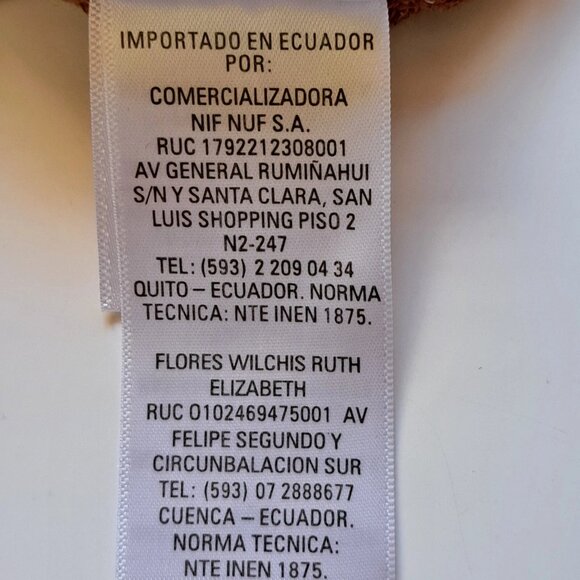 IMPORTADO EN ECUADOR
POR:
COMERCIALIZADORA
NIF NUF S.A.
RUC 1792212308001
AV GENERAL RUMIÑAHUI
S/N Y SANTA CLARA, SAN
LUIS SHOPPING PISO 2
N2-247
TEL: (593) 2 209 04 34
QUITO – ECUADOR. NORMA
TECNICA: NTE INEN 1875.
FLORES WILCHIS RUTH
ELIZABETH
RUC 0102469475001 AV
FELIPE SEGUNDO Y
CIRCUNBALACION SUR
TEL: (593) 07 2888677
CUENCA – ECUADOR.
NORMA TECNICA:
NTE INEN 1875.